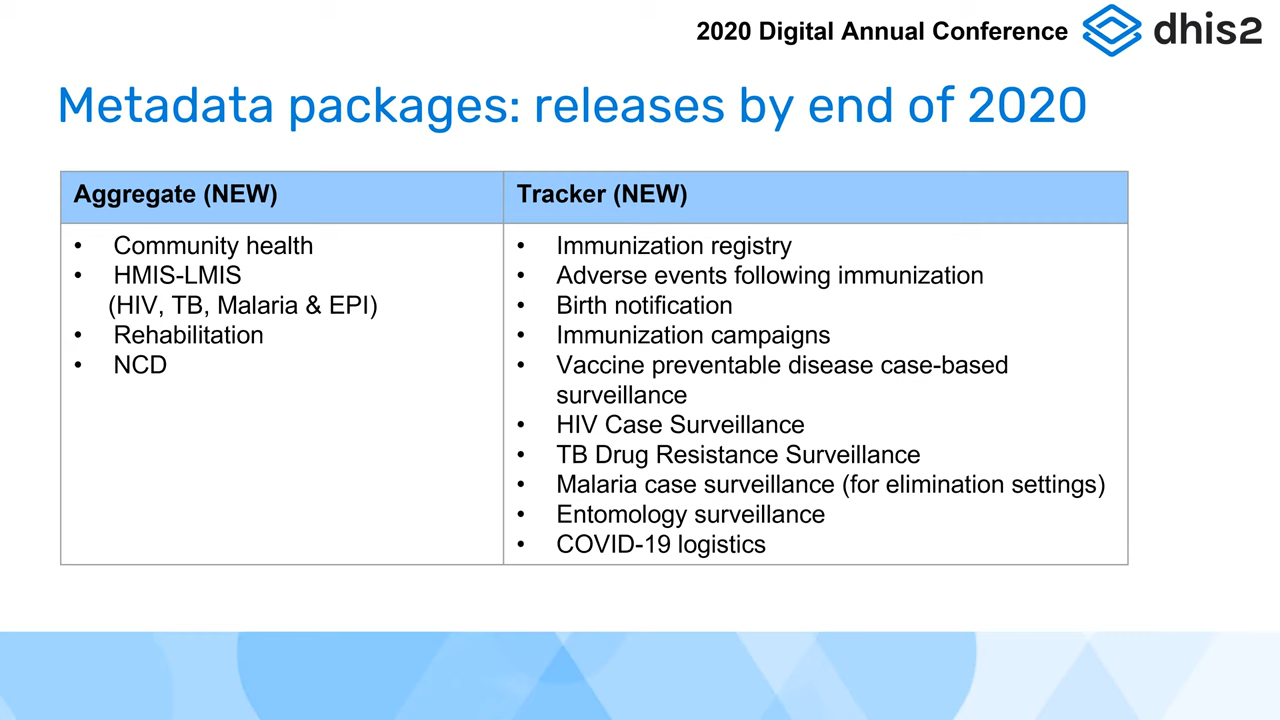 2020 Digital Annual Conference
dhis2
Metadata packages: releases by end of 2020
Aggregate (NEW)
• Community health
• HMIS-LMIS
(HIV, TB, Malaria & EPI)
• Rehabilitation
• NCD
Tracker (NEW)
• Immunization registry
• Adverse events following immunization
• Birth notification
• Immunization campaigns
• Vaccine preventable disease case-based
surveillance
• HIV Case Surveillance
• TB Drug Resistance Surveillance
• Malaria case surveillance (for elimination settings)
• Entomology surveillance
• COVID-19 logistics